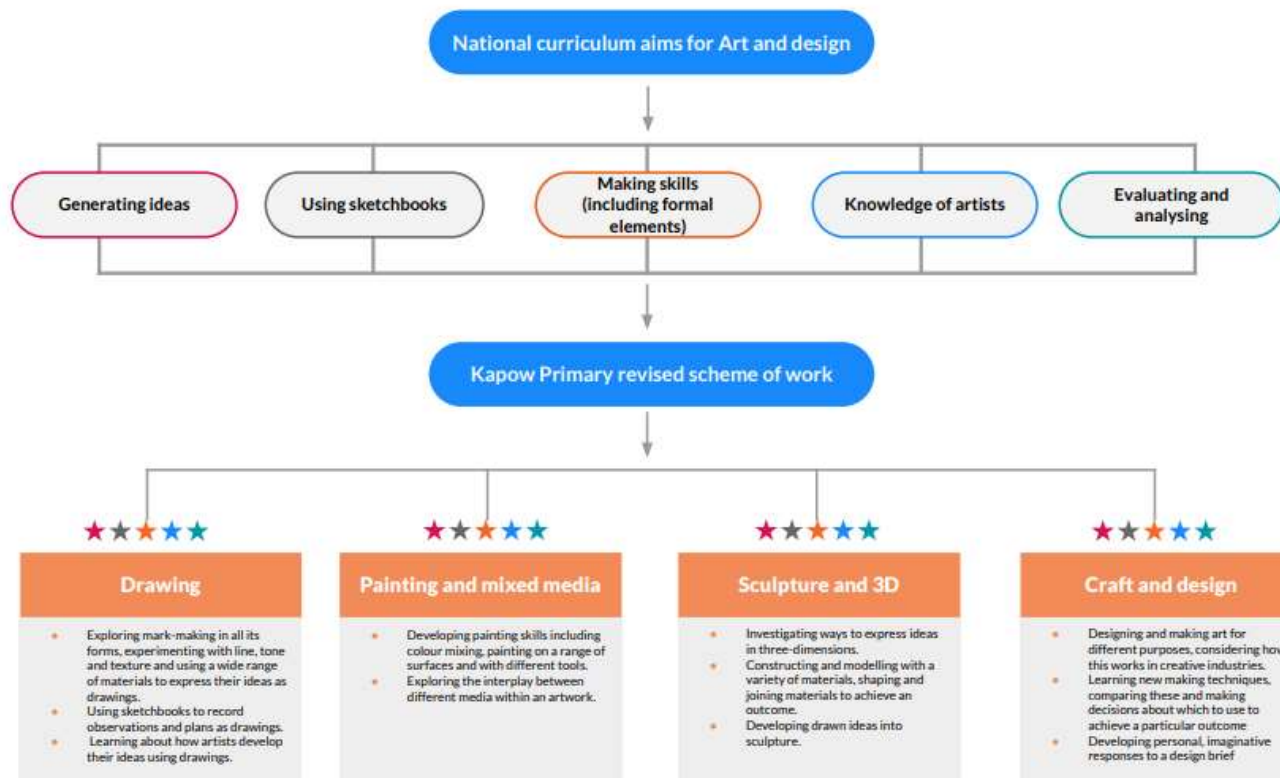 National curriculum aims for Art and design
Generating ideas
Using sketchbooks
Making skills
(including formal
elements)
Knowledge of artists
Evaluating and
analysing
Kapow Primary revised scheme of work
Drawing
• Exploring mark-making in all its
forms, experimenting with line, tone
and texture and using a wide range
of materials to express their ideas as
drawings.
• Using sketchbooks to record
observations and plans as drawings.
• Learning about how artists develop
their ideas using drawings.
Painting and mixed media
• Developing painting skills including
colour mixing, painting on a range of
surfaces and with different tools.
• Exploring the interplay between
different media within an artwork.
Sculpture and 3D
• Investigating ways to express ideas
in three-dimensions.
• Constructing and modelling with a
variety of materials, shaping and
joining materials to achieve an
outcome.
• Developing drawn ideas into
sculpture.
Craft and design
• Designing and making art for
different purposes, considering how
this works in creative industries.
• Learning new making techniques,
comparing these and making
decisions about which to use to
achieve a particular outcome
• Developing personal, imaginative
responses to a design brief